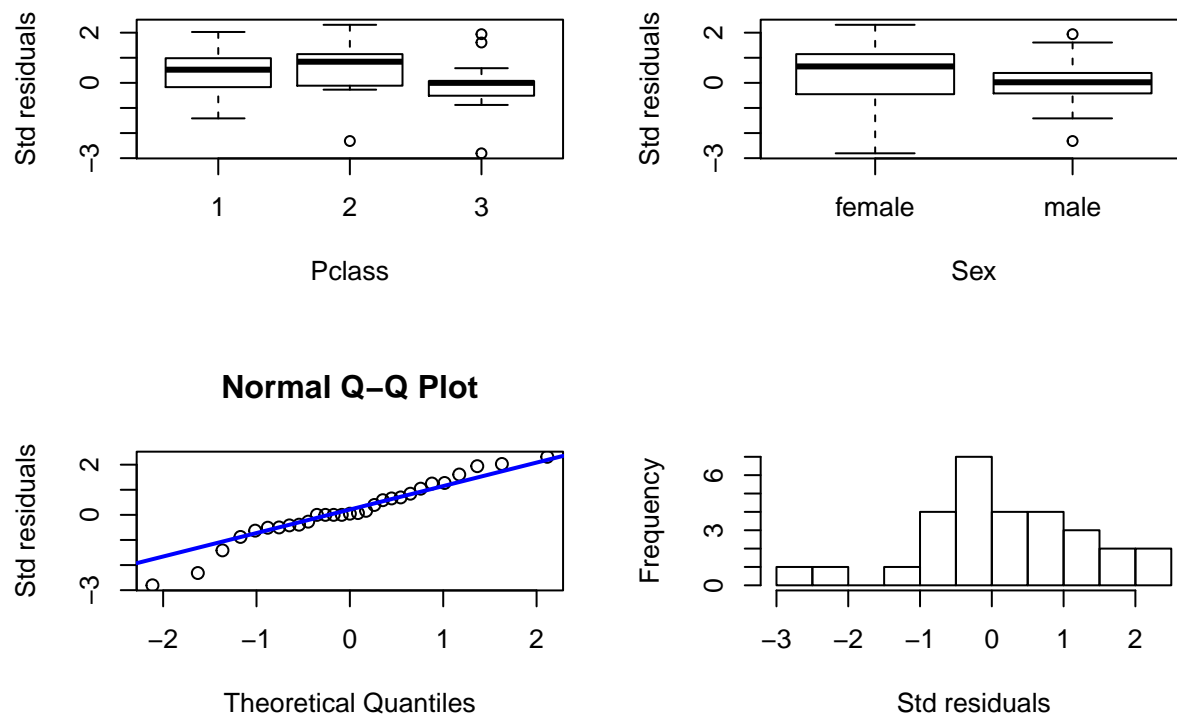 Std residuals
2
0
−3
1
2
3
Pclass
Std residuals
2
0
−3
female
male
Sex
Normal Q−Q Plot
Std residuals
2
0
−3
−2
−1
0
1
2
Theoretical Quantiles
Frequency
6
3
0
−3
−2
−1
0
1
2
Std residuals